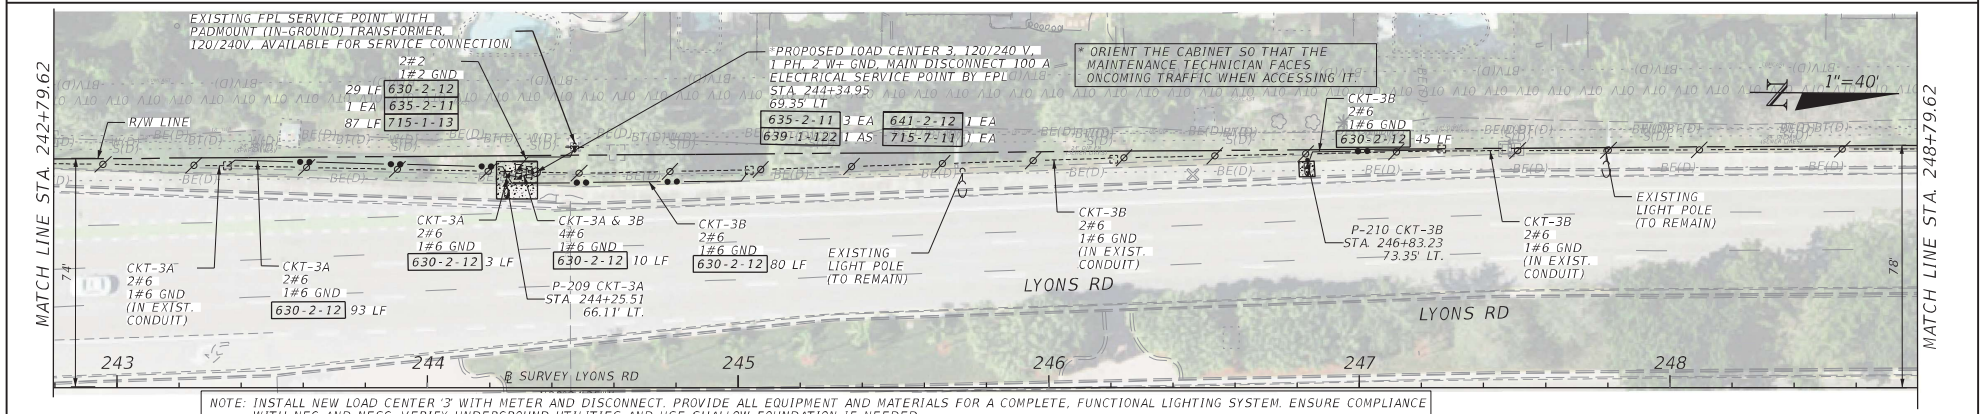 EXISTING FPL SERVICE POINT WITH
PADMOUNT (IN-GROUND) TRANSFORMER,
120/240V, AVAILABLE FOR SERVICE CONNECTION.
2#2
1#2 GND
29 LF 630-2-12
1 EA 635-2-11
87 LF 715-1-13
*PROPOSED LOAD CENTER 3, 120/240 V,
1 PH, 2 W+ GND, MAIN DISCONNECT 100 A
ELECTRICAL SERVICE POINT BY FPL
STA. 244+34.95
69.35' LT
635-2-11 3 EA 641-2-12 1 EA
639-1-122 1 AS 715-7-11 1 EA
* ORIENT THE CABINET SO THAT THE
MAINTENANCE TECHNICIAN FACES
ONCOMING TRAFFIC WHEN ACCESSING IT.
CKT-3B
2#6
1#6 GND
630-2-12 45 LF
N
1"=40'
MATCH LINE STA. 242+79.62
R/W LINE
74'
CKT-3A
2#6
1#6 GND
(IN EXIST.
CONDUIT)
CKT-3A
2#6
1#6 GND
630-2-12 93 LF
CKT-3A
2#6
1#6 GND
630-2-12 3 LF
CKT-3A & 3B
4#6
1#6 GND
630-2-12 10 LF
P-209 CKT-3A
STA. 244+25.51
66.11' LT.
CKT-3B
2#6
1#6 GND
630-2-12 80 LF
EXISTING
LIGHT POLE
(TO REMAIN)
CKT-3B
2#6
1#6 GND
(IN EXIST.
CONDUIT)
P-210 CKT-3B
STA. 246+83.23
73.35' LT.
CKT-3B
2#6
1#6 GND
(IN EXIST.
CONDUIT)
EXISTING
LIGHT POLE
(TO REMAIN)
78'
MATCH LINE STA. 248+79.62
LYONS RD
LYONS RD
243 244 245 246 247 248
B SURVEY LYONS RD
NOTE: INSTALL NEW LOAD CENTER '3' WITH METER AND DISCONNECT. PROVIDE ALL EQUIPMENT AND MATERIALS FOR A COMPLETE, FUNCTIONAL LIGHTING SYSTEM. ENSURE COMPLIANCE